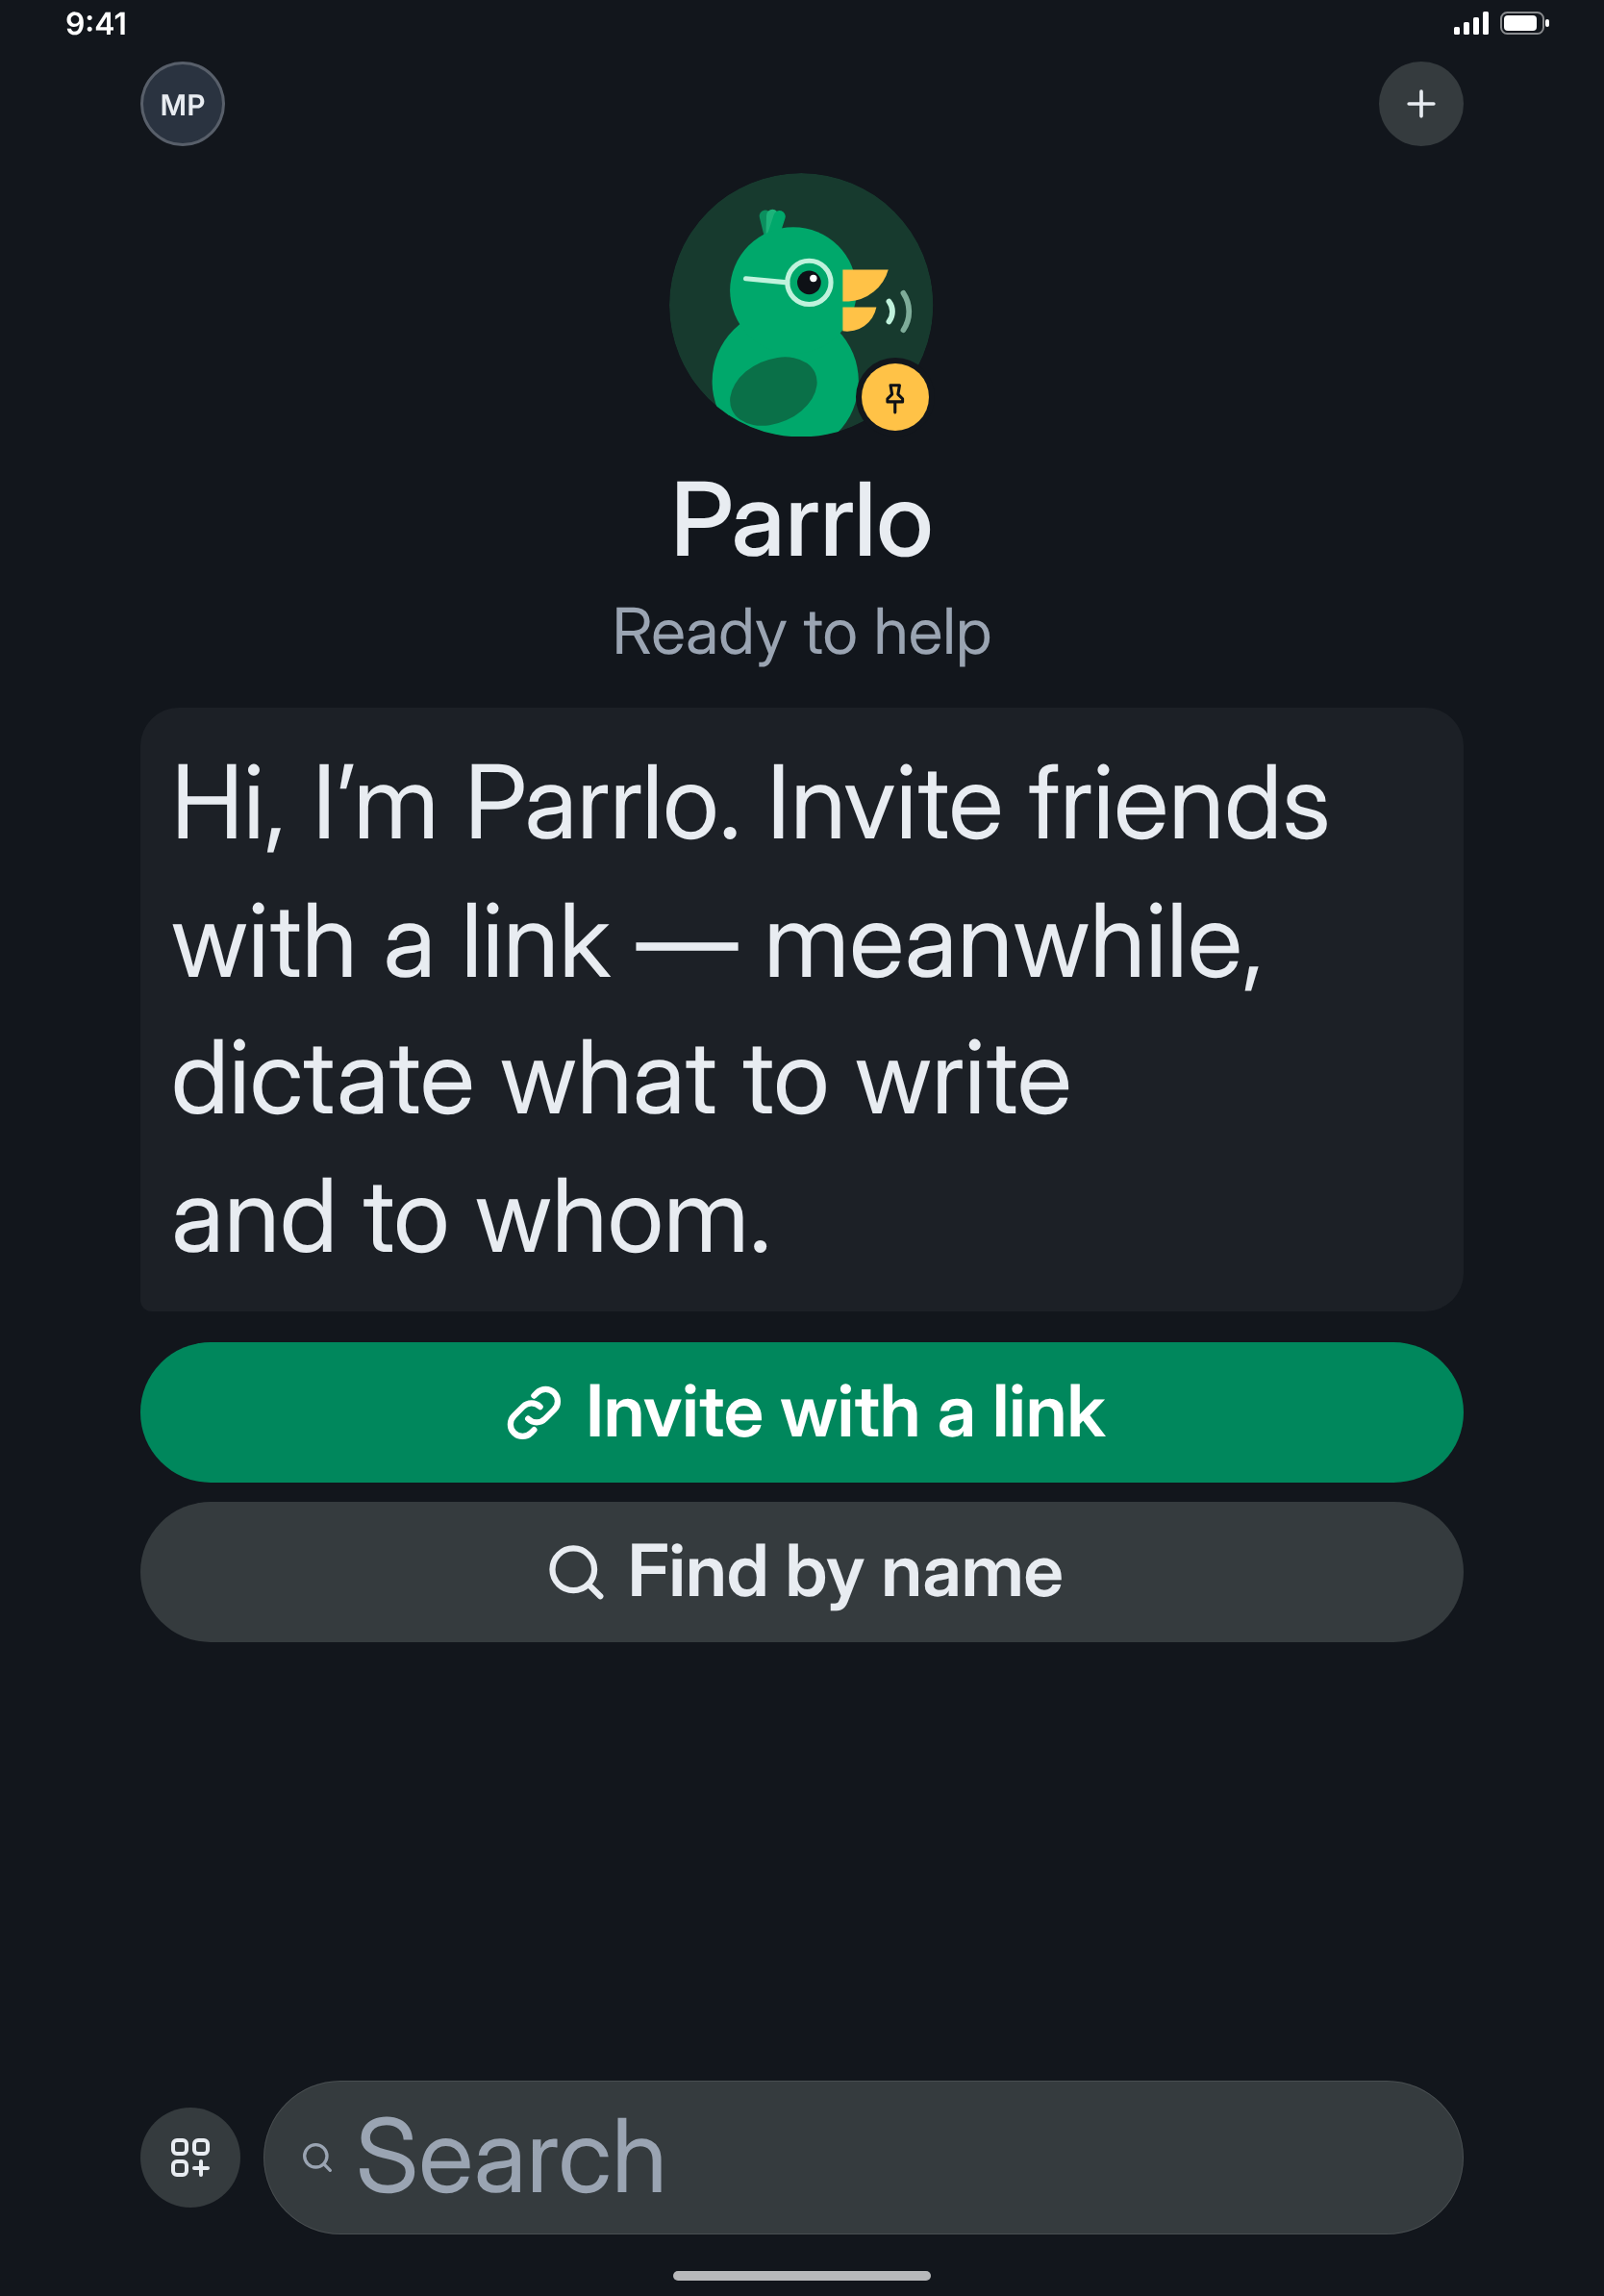 9:41
MP
Parrlo
Ready to help
Hi, I’m Parrlo. Invite friends
with a link — meanwhile,
dictate what to write
and to whom.
Invite with a link
Find by name
Search